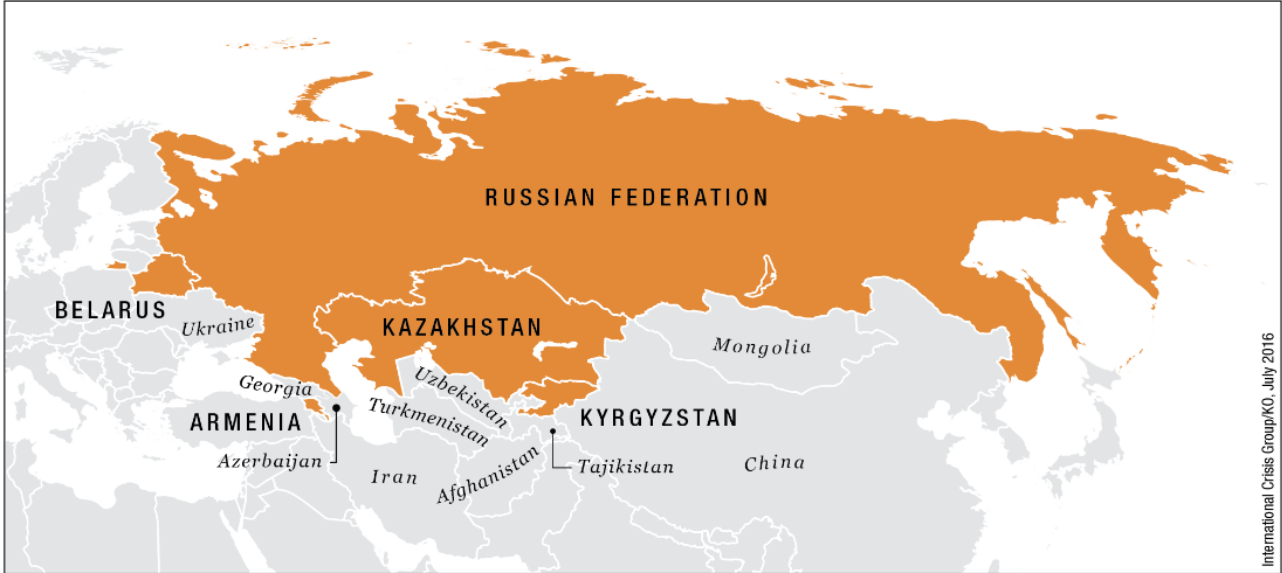 RUSSIAN FEDERATION
BELARUS
Ukraine
KAZAKHSTAN
Mongolia
Georgia
Uzbekistan
ARMENIA
Turkmenistan
KYRGYZSTAN
Azerbaijan
Iran
Afghanistan
Tajikistan
China
International Crisis Group/KO, July 2016